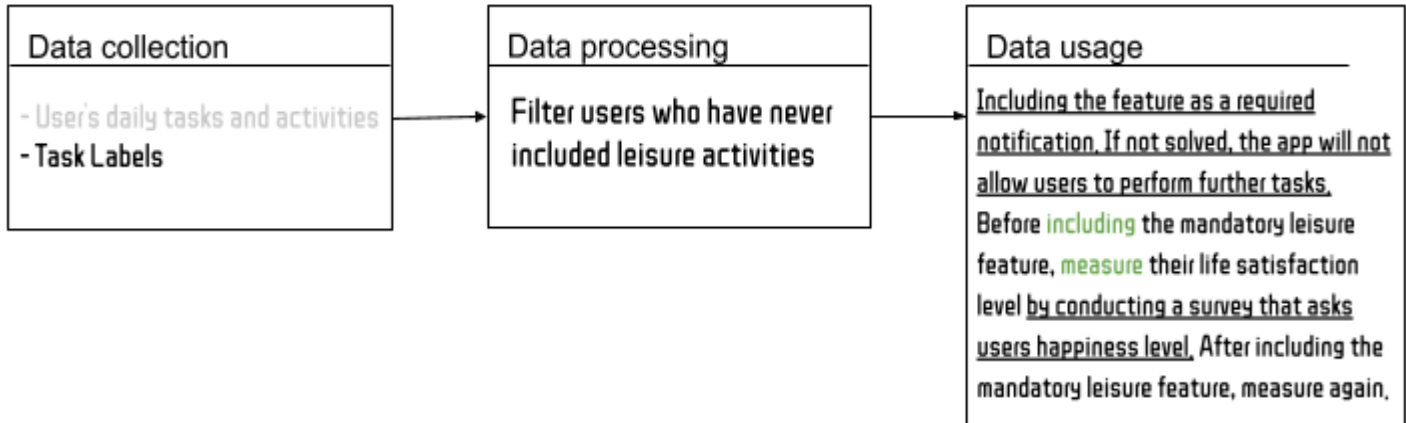 Data collection
- User's daily tasks and activities
- Task Labels
Data processing
Filter users who have never
included leisure activities
Data usage
Including the feature as a required
notification. If not solved, the app will not
allow users to perform further tasks.
Before including the mandatory leisure
feature, measure their life satisfaction
level by conducting a survey that asks
users happiness level. After including the
mandatory leisure feature, measure again.